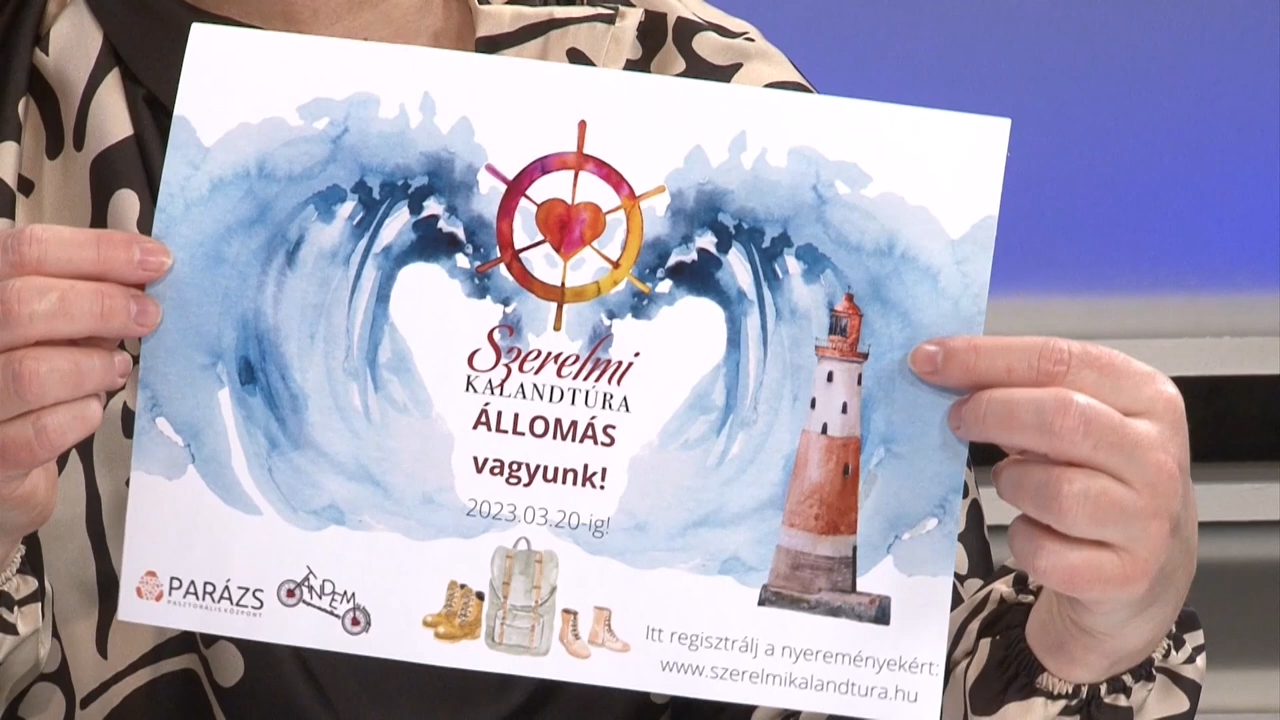 Szerelmi
KALANDTÚRA
ÁLLOMÁS
vagyunk!
2023.03.20-ig!
PARÁZS
PASZTORÁLIS KÖZPONT
TANDEM
Itt regisztrálj a nyereményekért:
www.szerelmikalandtura.hu